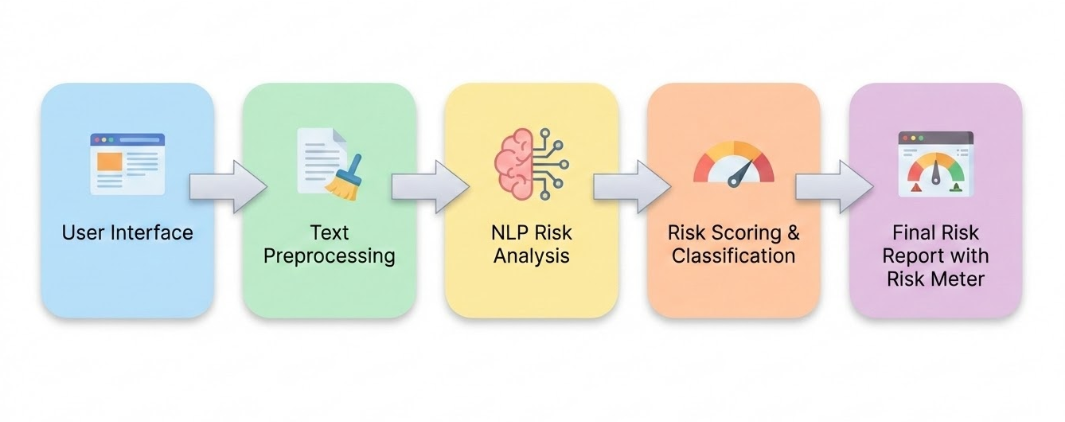 User Interface
Text
Preprocessing
NLP Risk
Analysis
Risk Scoring &
Classification
Final Risk
Report with
Risk Meter